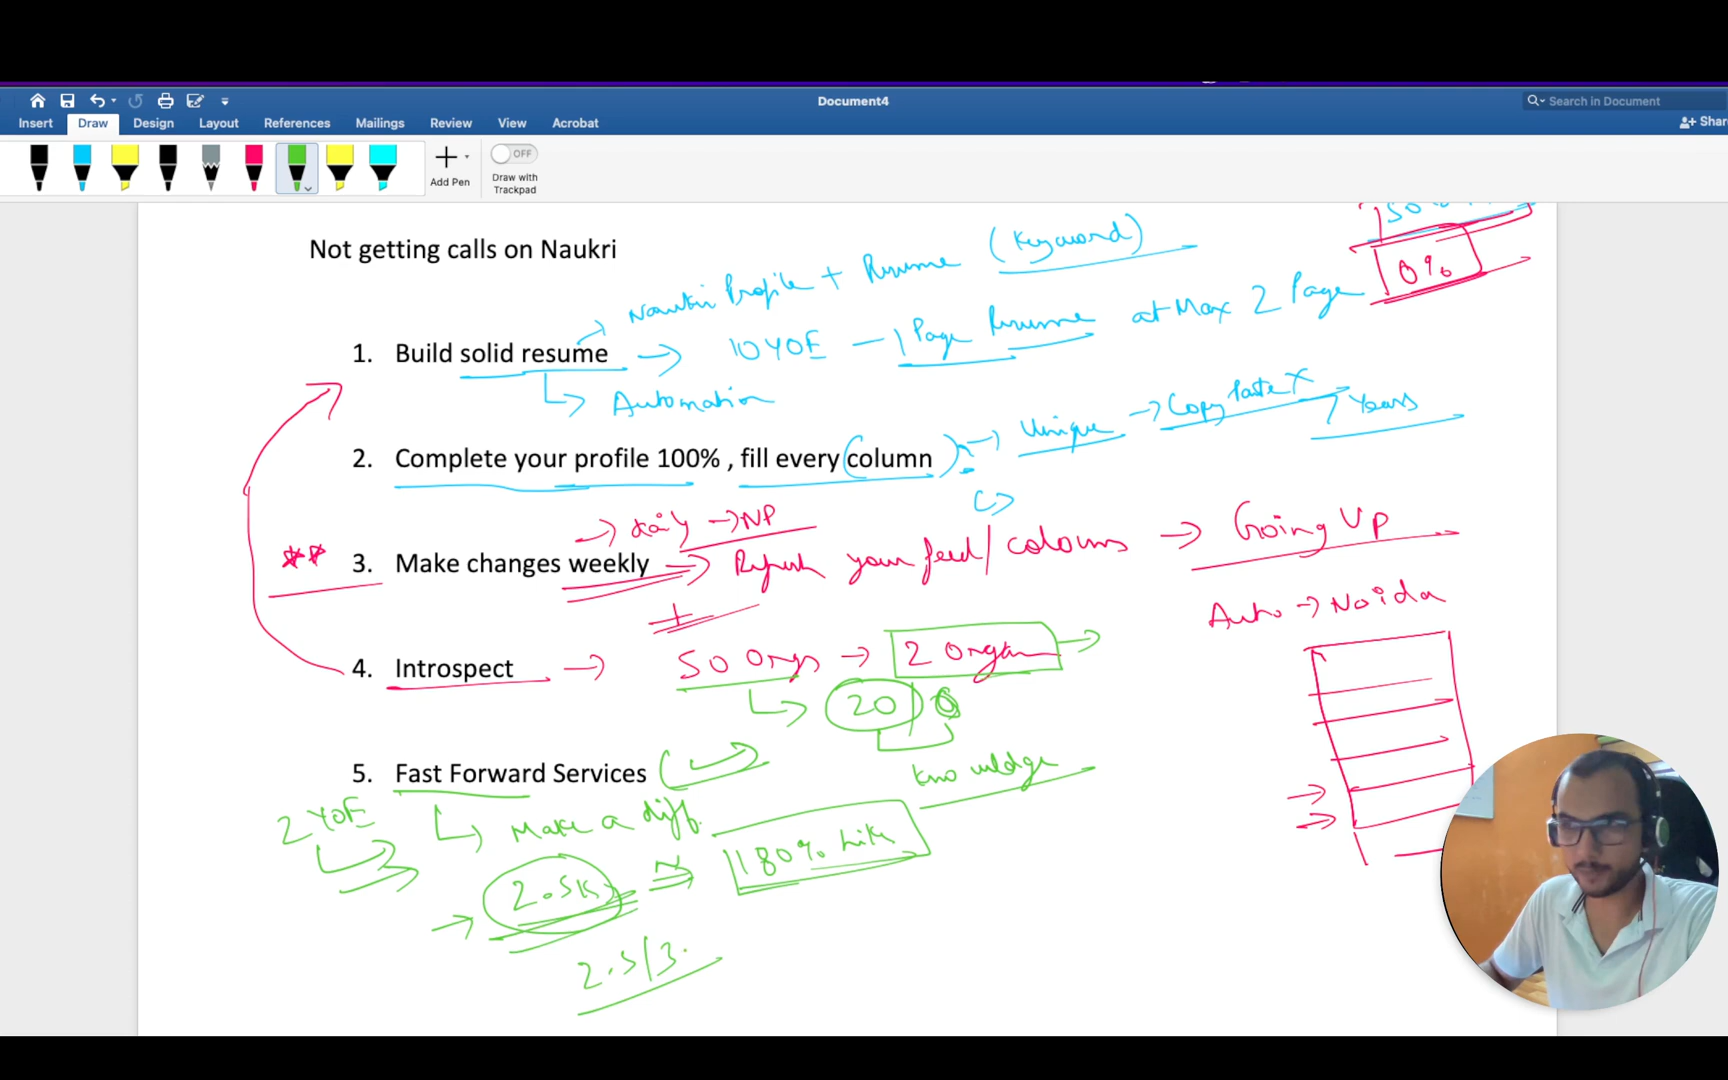 Document4
Search in Document
Insert Draw Design Layout References Mailings Review View Acrobat
Shar
Add Pen
OFF
Draw with Trackpad
Not getting calls on Naukri
(Keyword)
Naukri Profile + Resume
0%
1. Build solid resume → 10 YOE — 1 Page Resume at Max 2 Page
Automation
2. Complete your profile 100% , fill every column → Unique → Copy Paste X
Years
→ daily → NP
** 3. Make changes weekly → Refresh your feed/colours → Going Up
+
Auto → Noida
4. Introspect → 50 Orgs → 2 Organ
20
5. Fast Forward Services
knowledge
2 YOE
Make a diff.
→ 2.5K 180% hike
2.5/3.